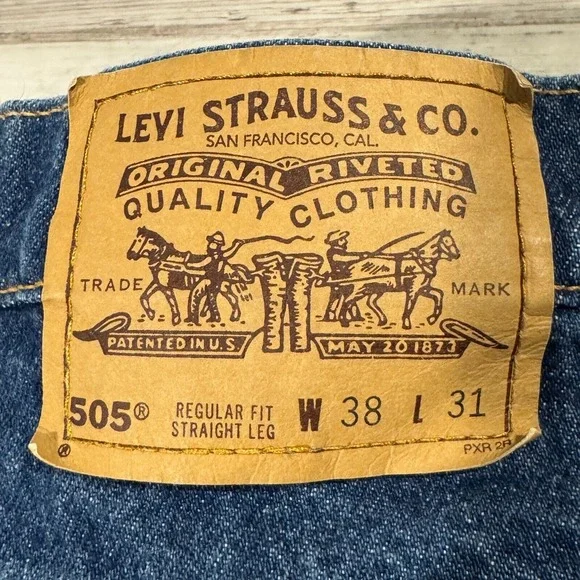 LEVI STRAUSS & CO.
SAN FRANCISCO, CAL.
ORIGINAL RIVETED
QUALITY CLOTHING
TRADE MARK
PATENTED IN U.S. MAY 20 1873
505® REGULAR FIT W 38 L 31
STRAIGHT LEG
® PXR 2R